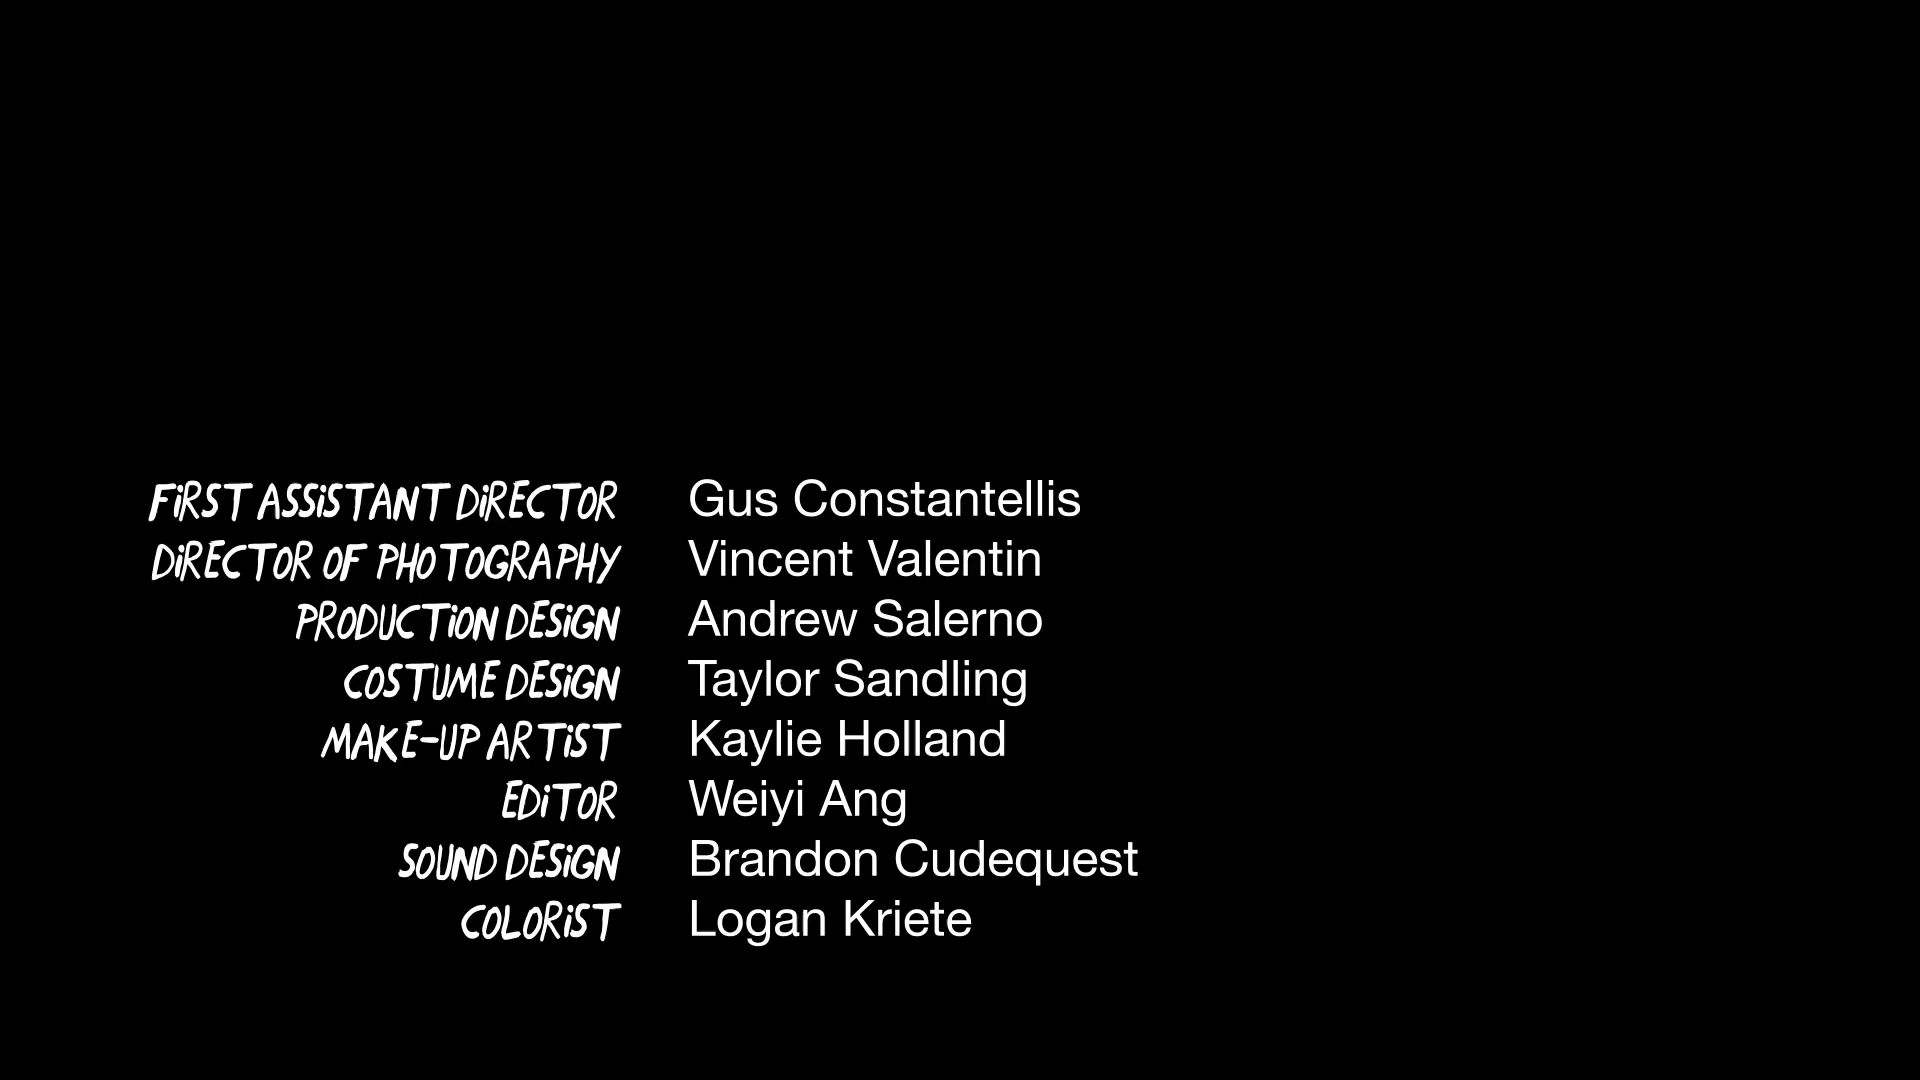 FIRST ASSISTANT DIRECTOR Gus Constantellis
DIRECTOR OF PHOTOGRAPHY Vincent Valentin
PRODUCTION DESIGN Andrew Salerno
COSTUME DESIGN Taylor Sandling
MAKE-UP ARTIST Kaylie Holland
EDITOR Weiyi Ang
SOUND DESIGN Brandon Cudequest
COLORIST Logan Kriete